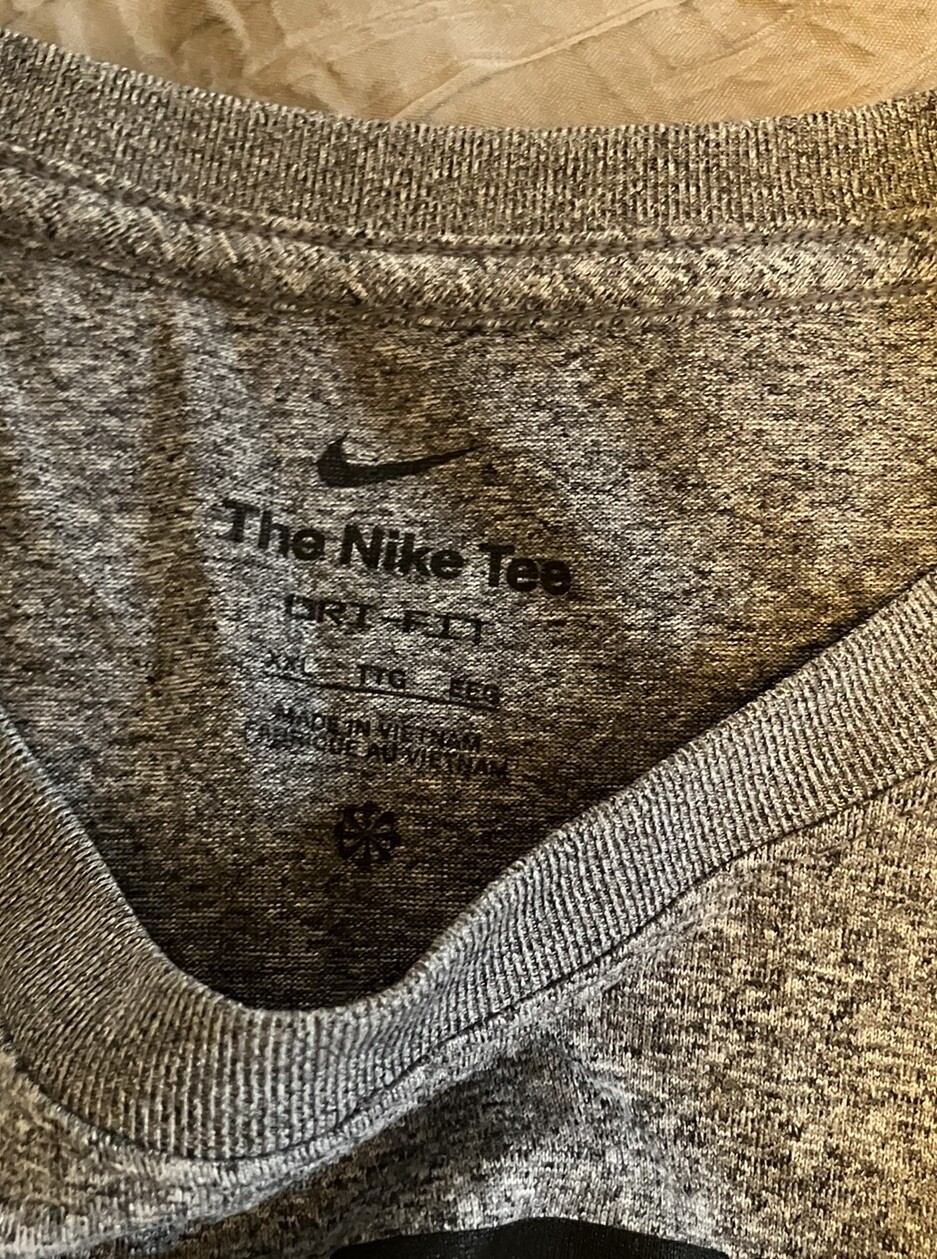 The Nike Tee
DRI-FIT
XXL TTG EEG
MADE IN VIETNAM
FABRIQUÉ AU VIETNAM